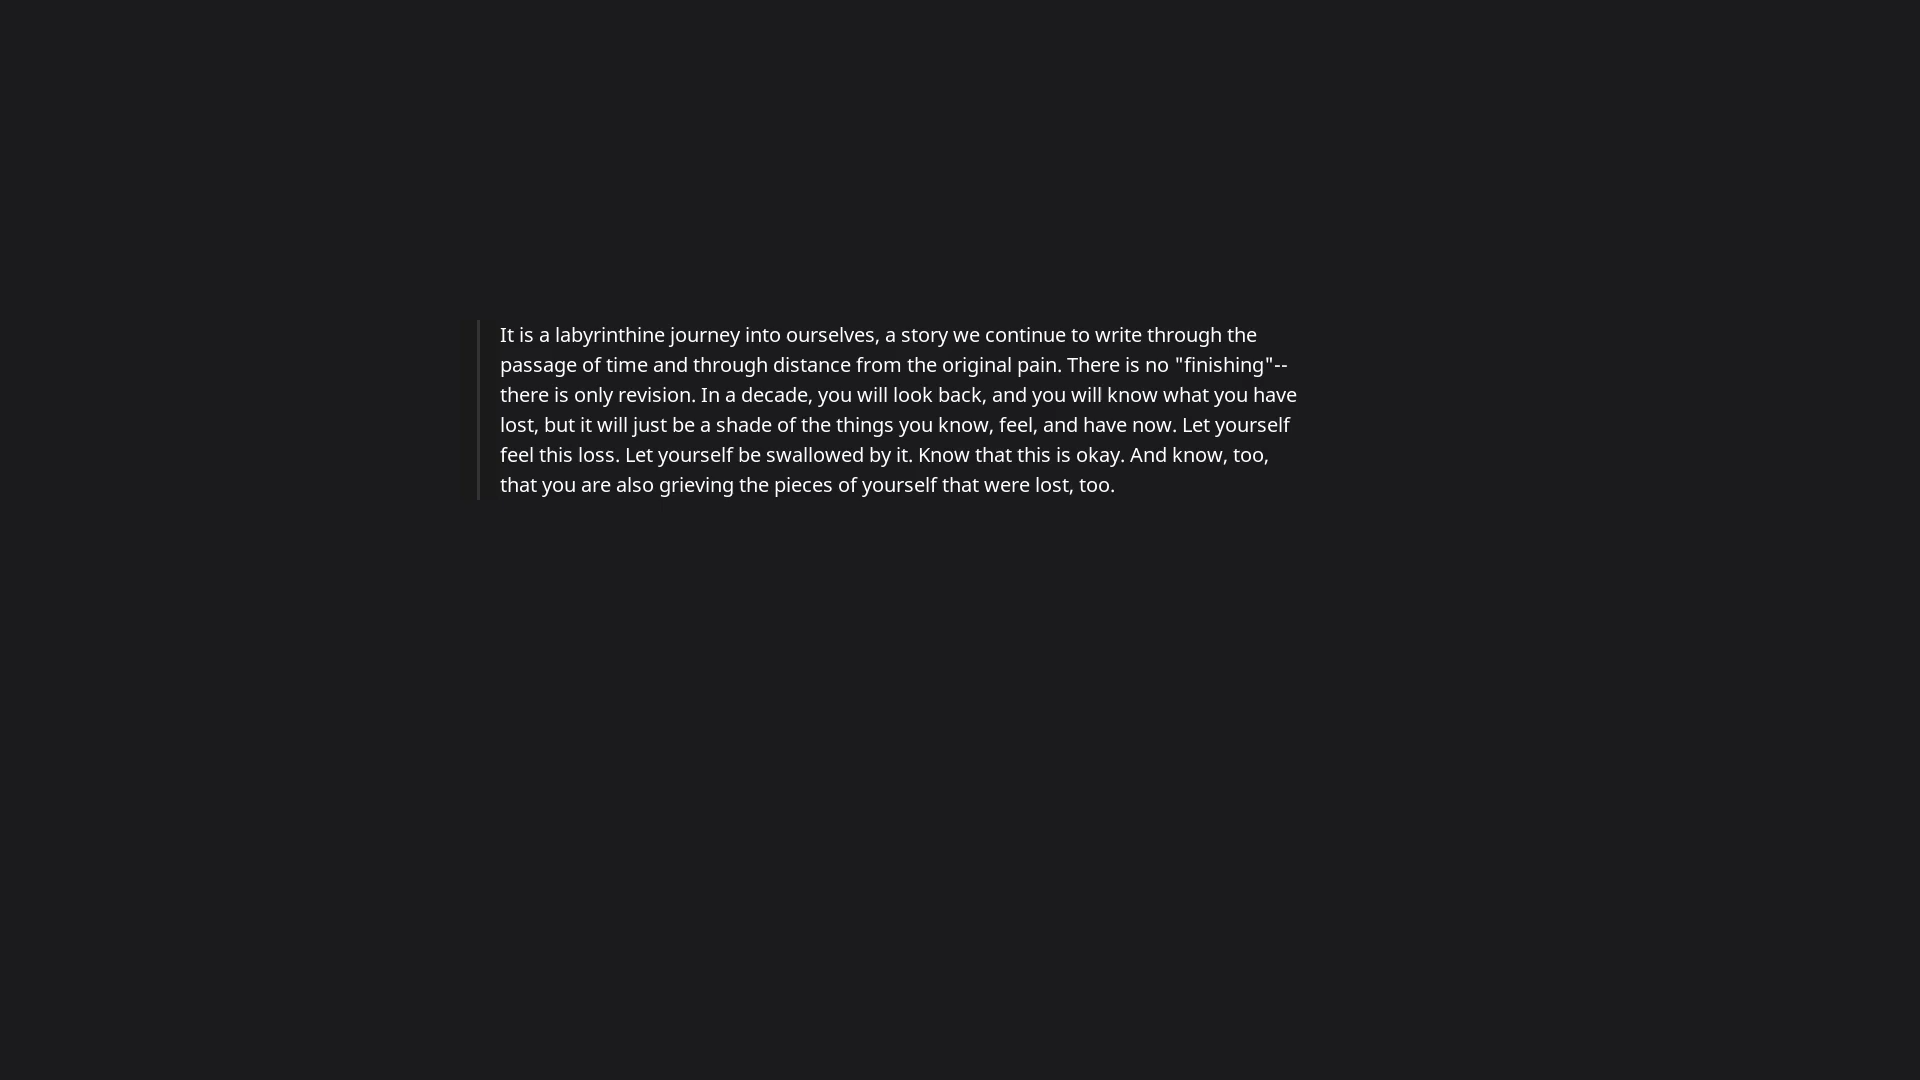 It is a labyrinthine journey into ourselves, a story we continue to write through the
passage of time and through distance from the original pain. There is no "finishing"--
there is only revision. In a decade, you will look back, and you will know what you have
lost, but it will just be a shade of the things you know, feel, and have now. Let yourself
feel this loss. Let yourself be swallowed by it. Know that this is okay. And know, too,
that you are also grieving the pieces of yourself that were lost, too.